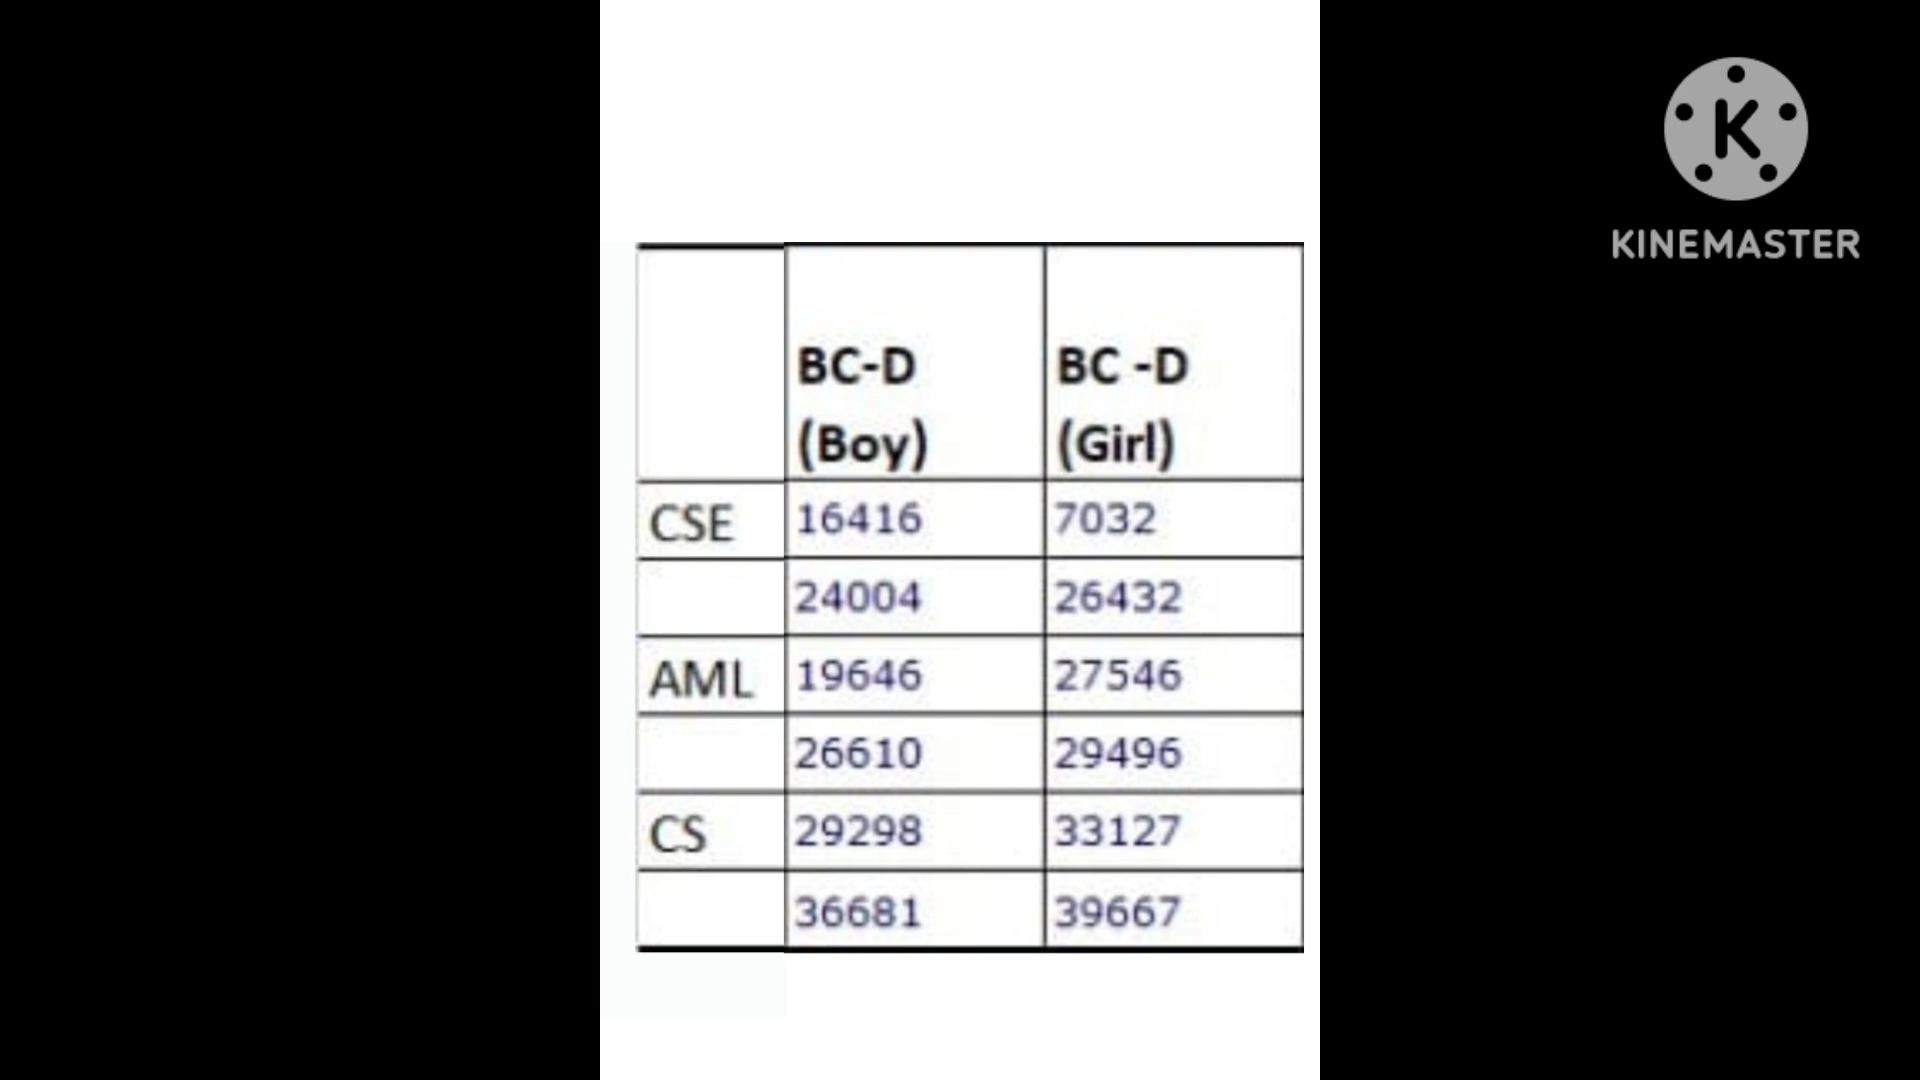 KINEMASTER
BC-D BC -D
(Boy) (Girl)
CSE 16416 7032
24004 26432
AML 19646 27546
26610 29496
CS 29298 33127
36681 39667